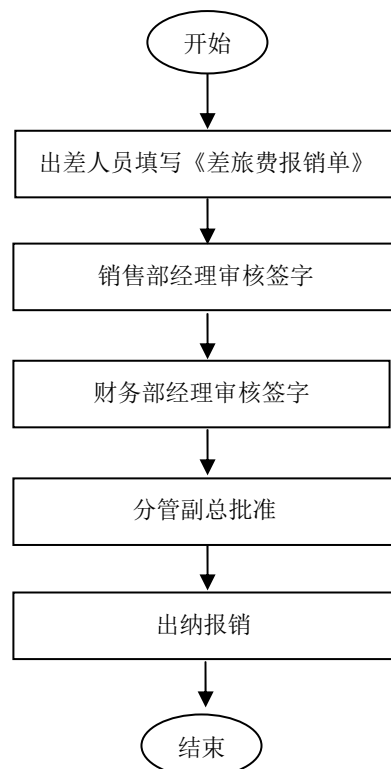 开始
出差人员填写《差旅费报销单》
销售部经理审核签字
财务部经理审核签字
分管副总批准
出纳报销
结束